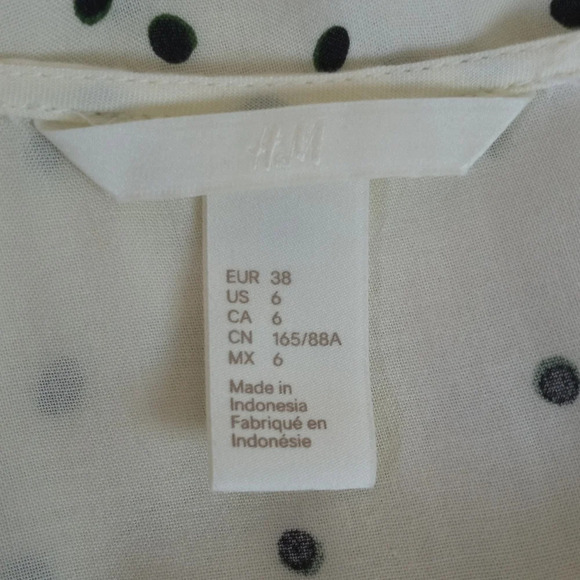 H&M
EUR 38
US 6
CA 6
CN 165/88A
MX 6
Made in
Indonesia
Fabriqué en
Indonésie